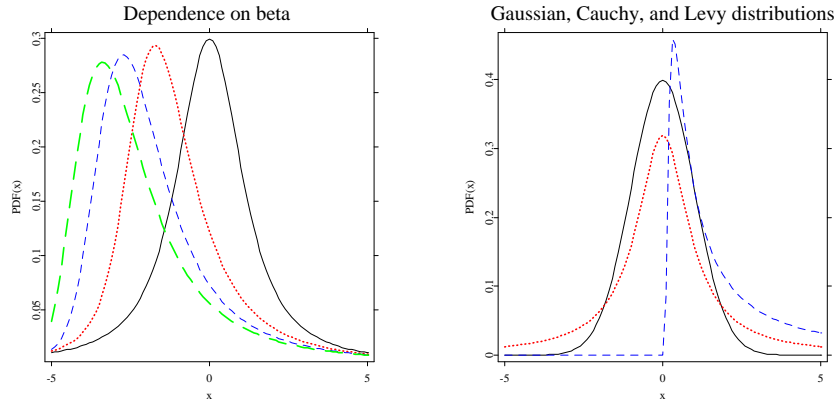 Dependence on beta
PDF(x)
0.05
0.1
0.15
0.2
0.25
0.3
-5
0
5
x
Gaussian, Cauchy, and Levy distributions
PDF(x)
0
0.1
0.2
0.3
0.4
-5
0
5
x